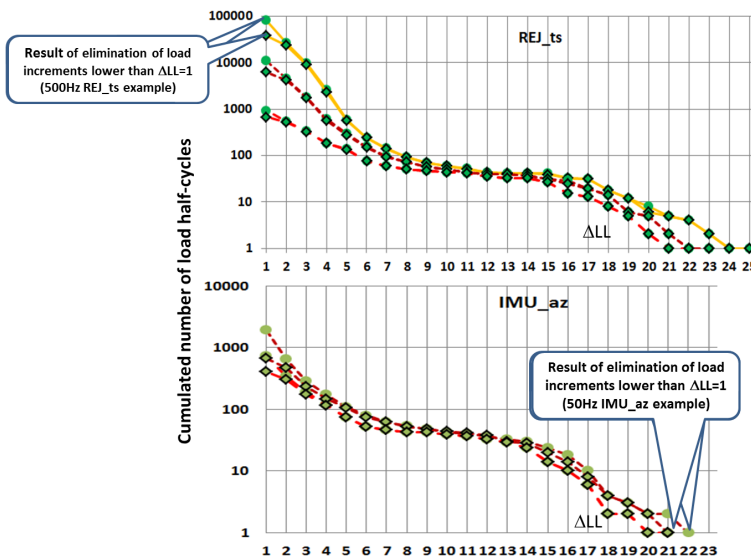 100000
REJ_ts
Result of elimination of load
increments lower than ΔLL=1
(500Hz REJ_ts example)
10000
1000
100
10
1
ΔLL
1 2 3 4 5 6 7 8 9 10 11 12 13 14 15 16 17 18 19 20 21 22 23 24 25
Cumulated number of load half-cycles
10000
IMU_az
1000
Result of elimination of load
increments lower than ΔLL=1
(50Hz IMU_az example)
100
10
1
ΔLL
1 2 3 4 5 6 7 8 9 10 11 12 13 14 15 16 17 18 19 20 21 22 23